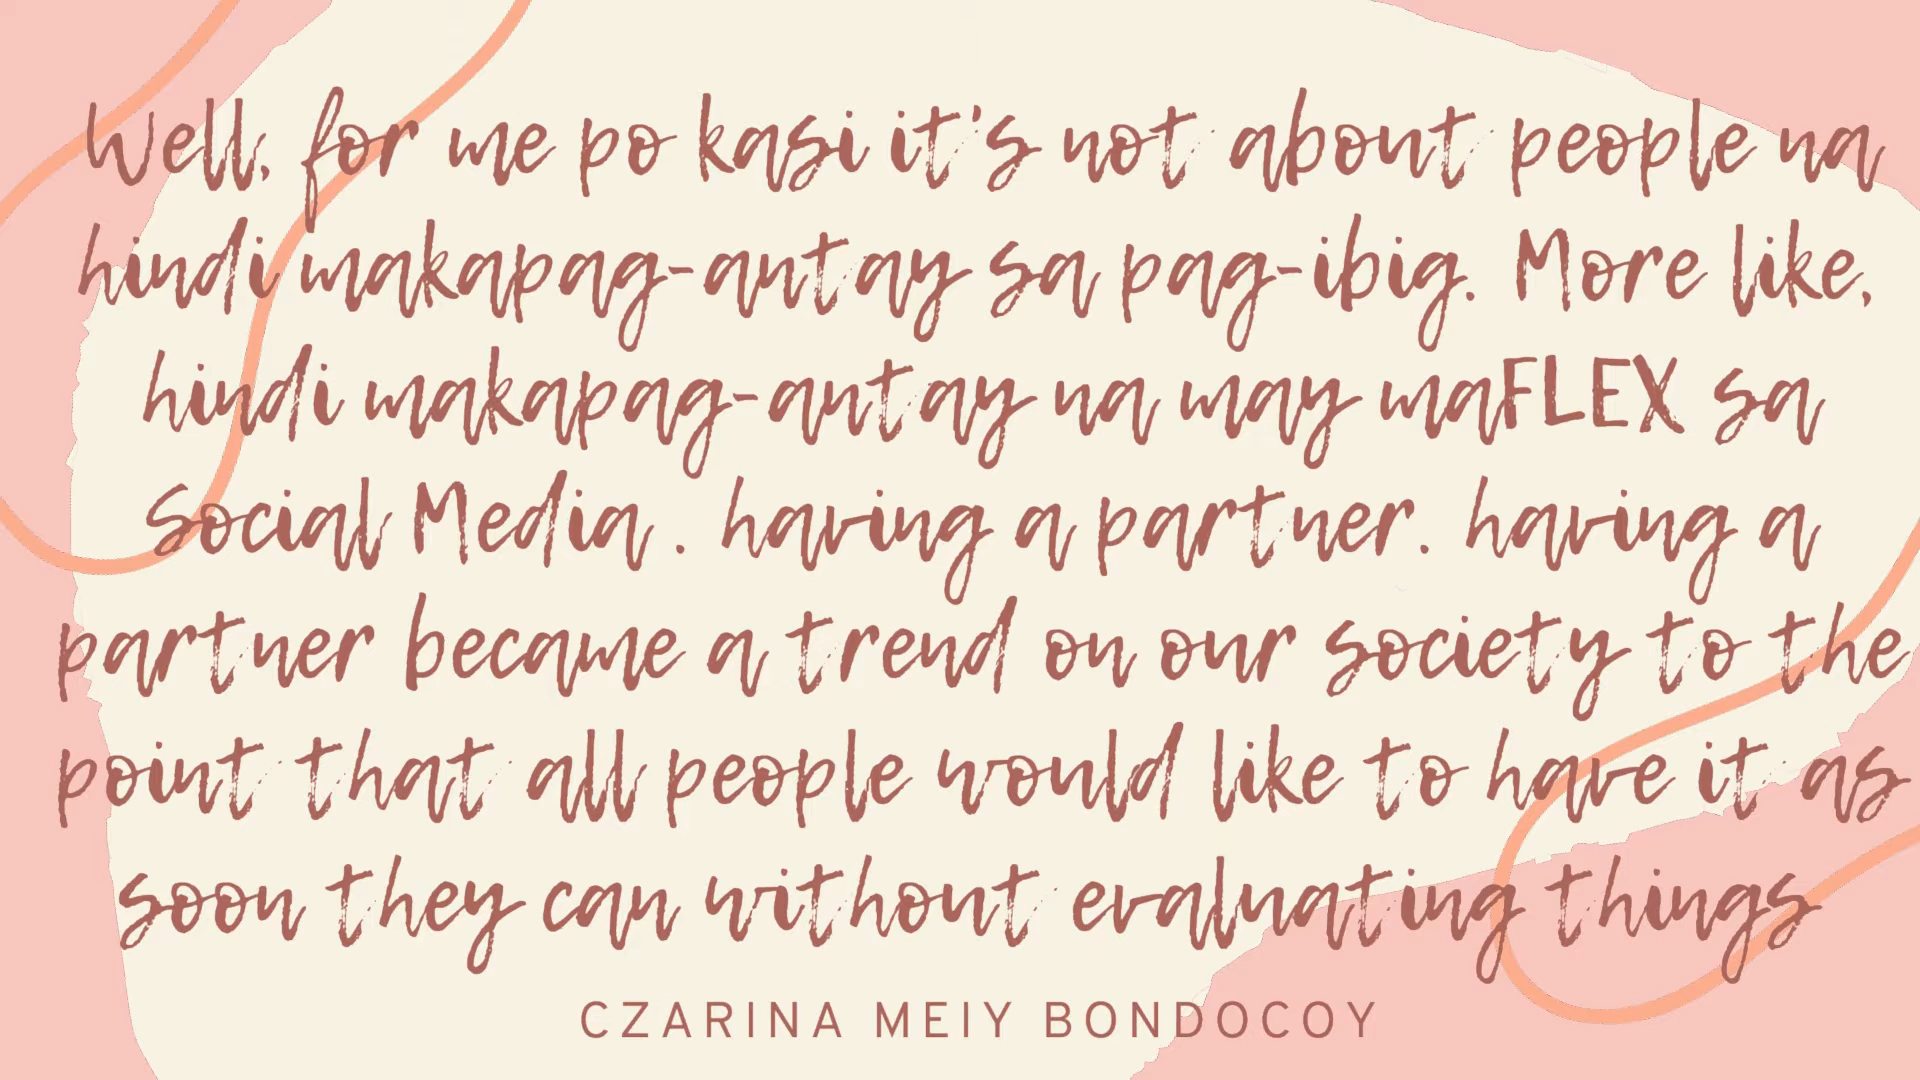 Well, for me po kasi it's not about people na
hindi makapag-antay sa pag-ibig. More like,
hindi makapag-antay na may maFLEX sa
Social Media . having a partner. having a
partner became a trend on our society to the
point that all people would like to have it as
soon they can without evaluating things
CZARINA MEIY BONDOCOY